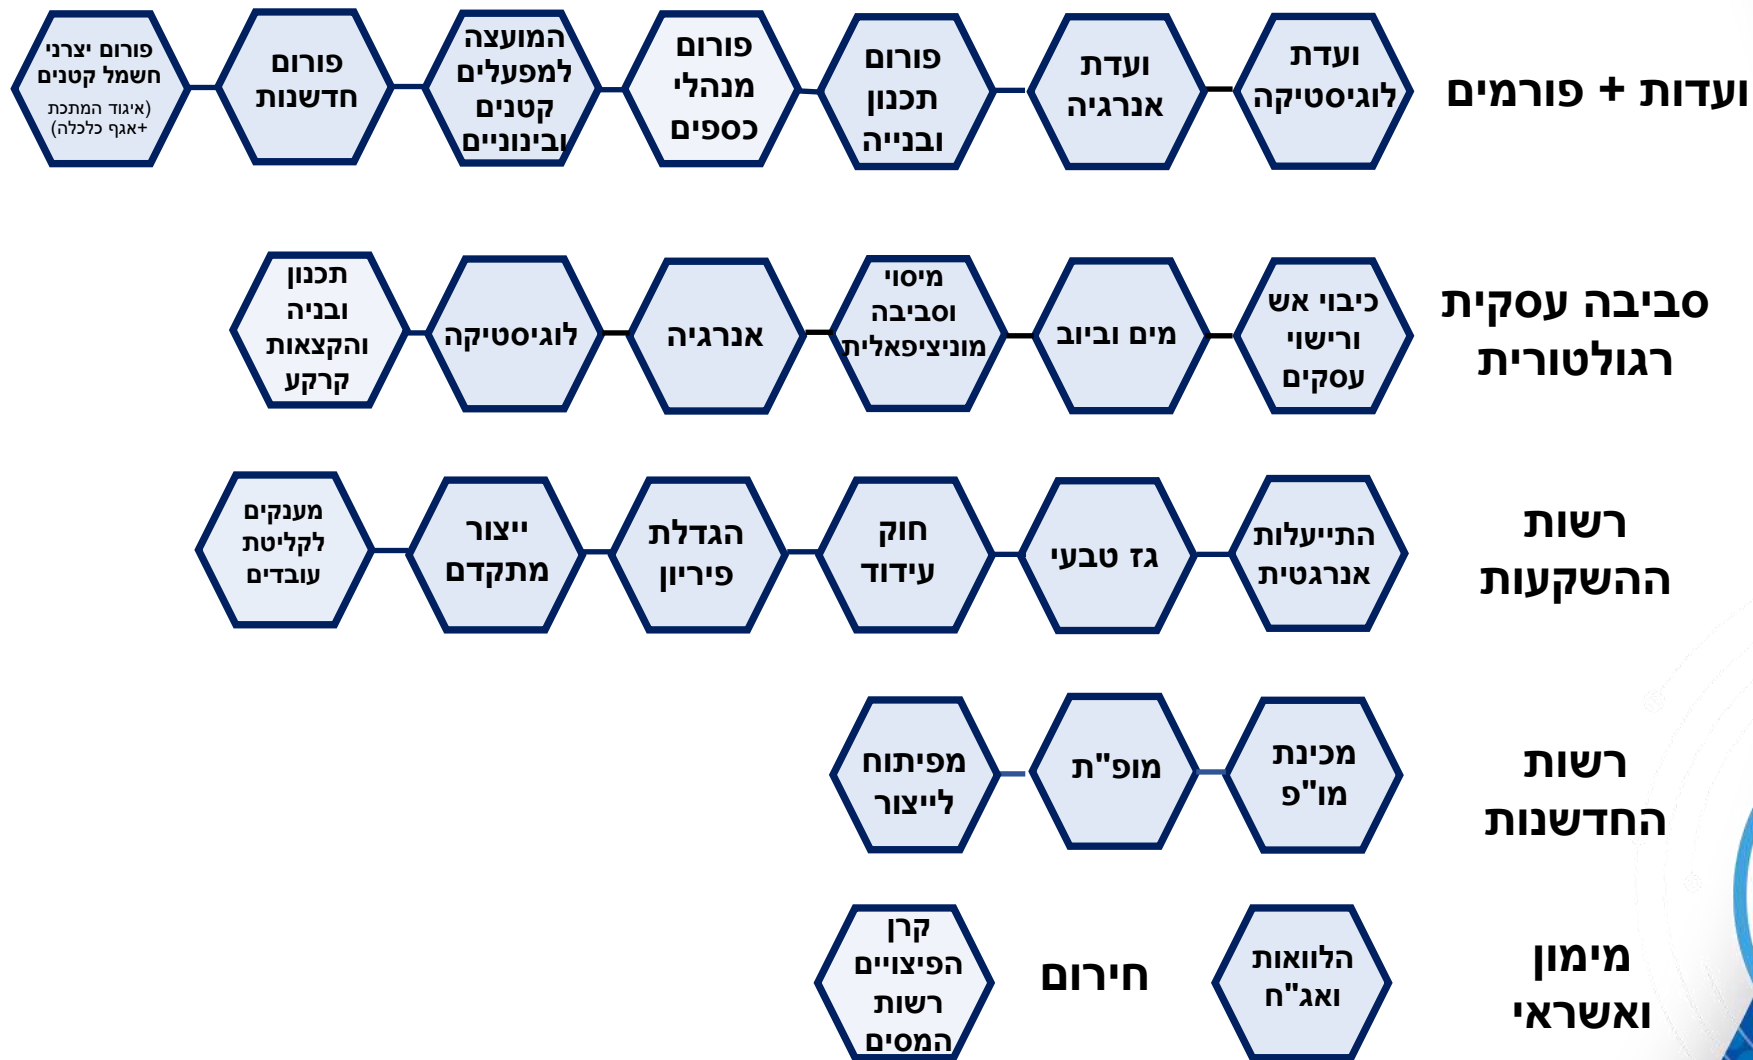 ועדות + פורמים
ועדת
לוגיסטיקה
ועדת
אנרגיה
פורום
תכנון
ובנייה
פורום
מנהלי
כספים
המועצה
למפעלים
קטנים
ובינוניים
פורום
חדשנות
פורום יצרני
חשמל קטנים
(איגוד המתכת
+אגף כלכלה)
סביבה עסקית
רגולטורית
כיבוי אש
ורישוי
עסקים
מים וביוב
מיסוי
וסביבה
מוניציפאלית
אנרגיה
לוגיסטיקה
תכנון
ובניה
והקצאות
קרקע
רשות
ההשקעות
התייעלות
אנרגטית
גז טבעי
חוק
עידוד
הגדלת
פיריון
ייצור
מתקדם
מענקים
לקליטת
עובדים
רשות
החדשנות
מכינת
מו"פ
מופ"ת
מפיתוח
לייצור
מימון
ואשראי
הלוואות
ואג"ח
חירום
קרן
הפיצויים
רשות
המסים